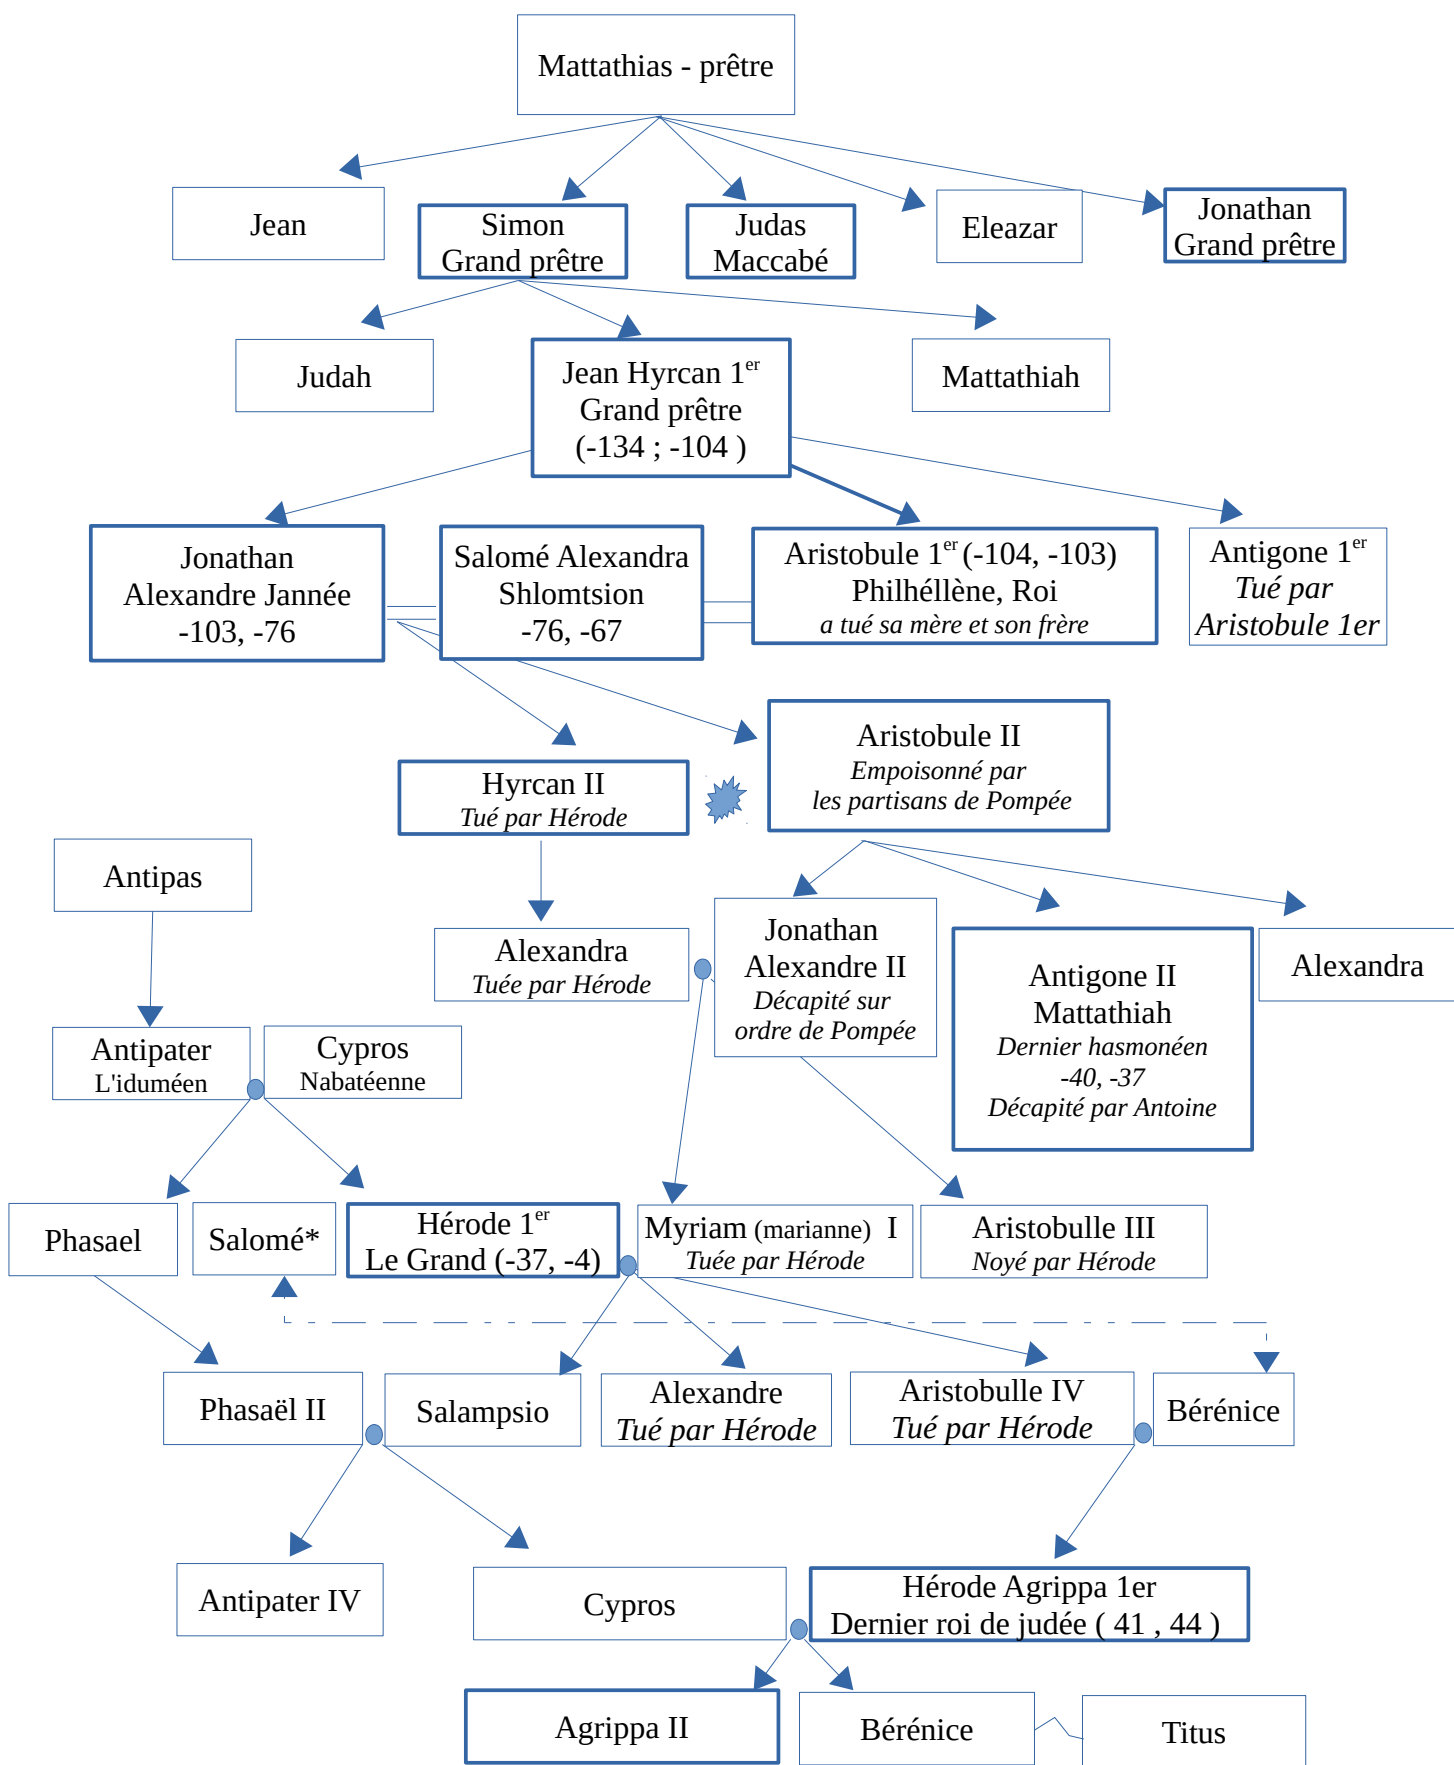 Mattathias - prêtre
Jean
Simon
Grand prêtre
Judas
Maccabé
Eleazar
Jonathan
Grand prêtre
Judah
Jean Hyrcan 1er
Grand prêtre
(-134 ; -104 )
Mattathiah
Jonathan
Alexandre Jannée
-103, -76
Salomé Alexandra
Shlomtsion
-76, -67
Aristobule 1er (-104, -103)
Philhéllène, Roi
a tué sa mère et son frère
Antigone 1er
Tué par
Aristobule 1er
Hyrcan II
Tué par Hérode
Aristobule II
Empoisonné par
les partisans de Pompée
Antipas
Alexandra
Tuée par Hérode
Jonathan
Alexandre II
Décapité sur
ordre de Pompée
Antigone II
Mattathiah
Dernier hasmonéen
-40, -37
Décapité par Antoine
Alexandra
Antipater
L'iduméen
Cypros
Nabatéenne
Phasael
Salomé*
Hérode 1er
Le Grand (-37, -4)
Myriam (marianne) I
Tuée par Hérode
Aristobulle III
Noyé par Hérode
Phasaël II
Salampsio
Alexandre
Tué par Hérode
Aristobulle IV
Tué par Hérode
Bérénice
Antipater IV
Cypros
Hérode Agrippa 1er
Dernier roi de judée ( 41 , 44 )
Agrippa II
Bérénice
Titus